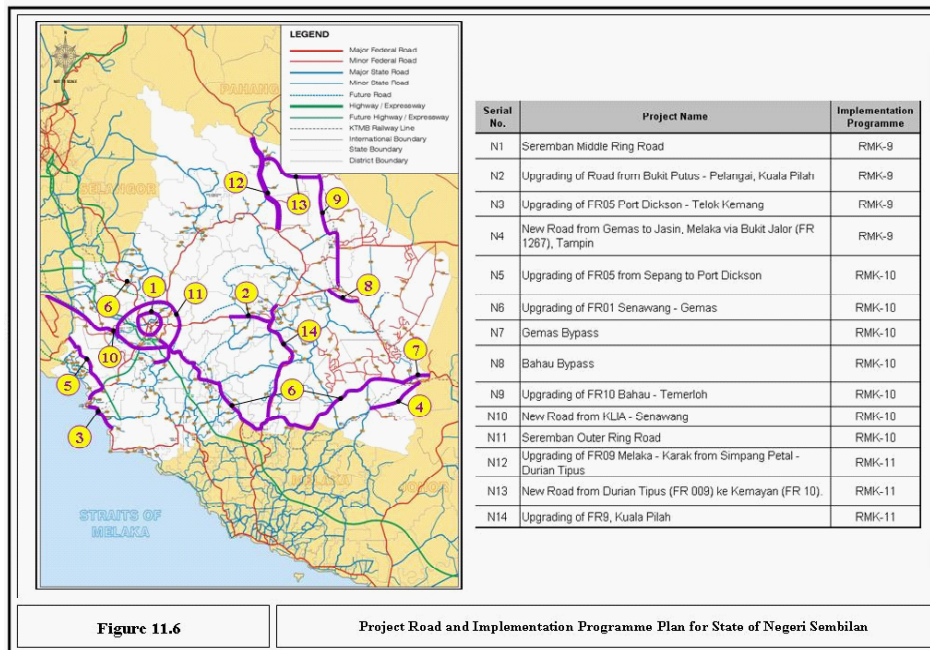 LEGEND
Major Federal Road
Minor Federal Road
Major State Road
Minor State Road
Future Road
Highway / Expressway
Future Highway / Expressway
KTMB Railway Line
International Boundary
State Boundary
District Boundary
PAHANG
SELANGOR
12
13
9
8
6
1
11
2
14
10
5
3
6
7
4
MELAKA
JOHOR
STRAITS OF
MELAKA
Serial No. Project Name Implementation Programme
N1 Seremban Middle Ring Road RMK-9
N2 Upgrading of Road from Bukit Putus - Pelangai, Kuala Pilah RMK-9
N3 Upgrading of FR05 Port Dickson - Telok Kemang RMK-9
N4 New Road from Gemas to Jasin, Melaka via Bukit Jalor (FR 1267), Tampin RMK-9
N5 Upgrading of FR05 from Sepang to Port Dickson RMK-10
N6 Upgrading of FR01 Senawang - Gemas RMK-10
N7 Gemas Bypass RMK-10
N8 Bahau Bypass RMK-10
N9 Upgrading of FR10 Bahau - Temerloh RMK-10
N10 New Road from KLIA - Senawang RMK-10
N11 Seremban Outer Ring Road RMK-10
N12 Upgrading of FR09 Melaka - Karak from Simpang Petal - Durian Tipus RMK-11
N13 New Road from Durian Tipus (FR 009) ke Kemayan (FR 10). RMK-11
N14 Upgrading of FR9, Kuala Pilah RMK-11
Figure 11.6
Project Road and Implementation Programme Plan for State of Negeri Sembilan